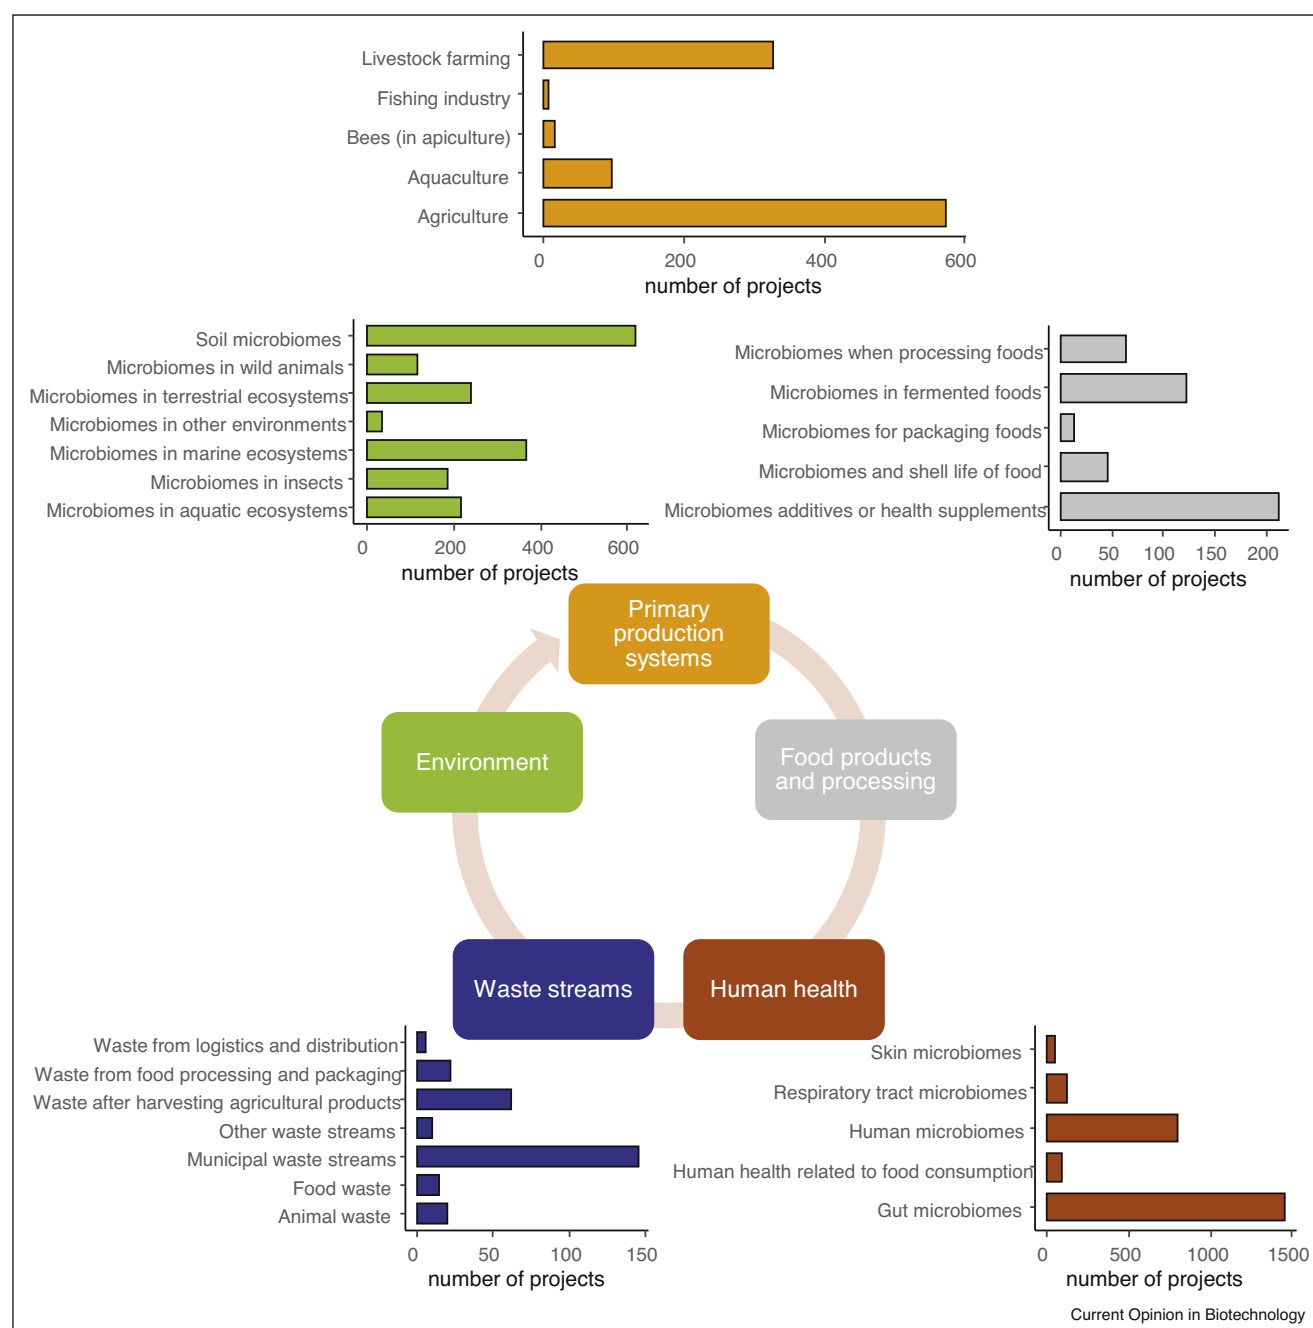 Livestock farming
Fishing industry
Bees (in apiculture)
Aquaculture
Agriculture
0 200 400 600
number of projects
Soil microbiomes
Microbiomes in wild animals
Microbiomes in terrestrial ecosystems
Microbiomes in other environments
Microbiomes in marine ecosystems
Microbiomes in insects
Microbiomes in aquatic ecosystems
0 200 400 600
number of projects
Microbiomes when processing foods
Microbiomes in fermented foods
Microbiomes for packaging foods
Microbiomes and shell life of food
Microbiomes additives or health supplements
0 50 100 150 200
number of projects
Primary
production
systems
Environment
Food products
and processing
Waste streams
Human health
Waste from logistics and distribution
Waste from food processing and packaging
Waste after harvesting agricultural products
Other waste streams
Municipal waste streams
Food waste
Animal waste
0 50 100 150
number of projects
Skin microbiomes
Respiratory tract microbiomes
Human microbiomes
Human health related to food consumption
Gut microbiomes
0 500 1000 1500
number of projects
Current Opinion in Biotechnology